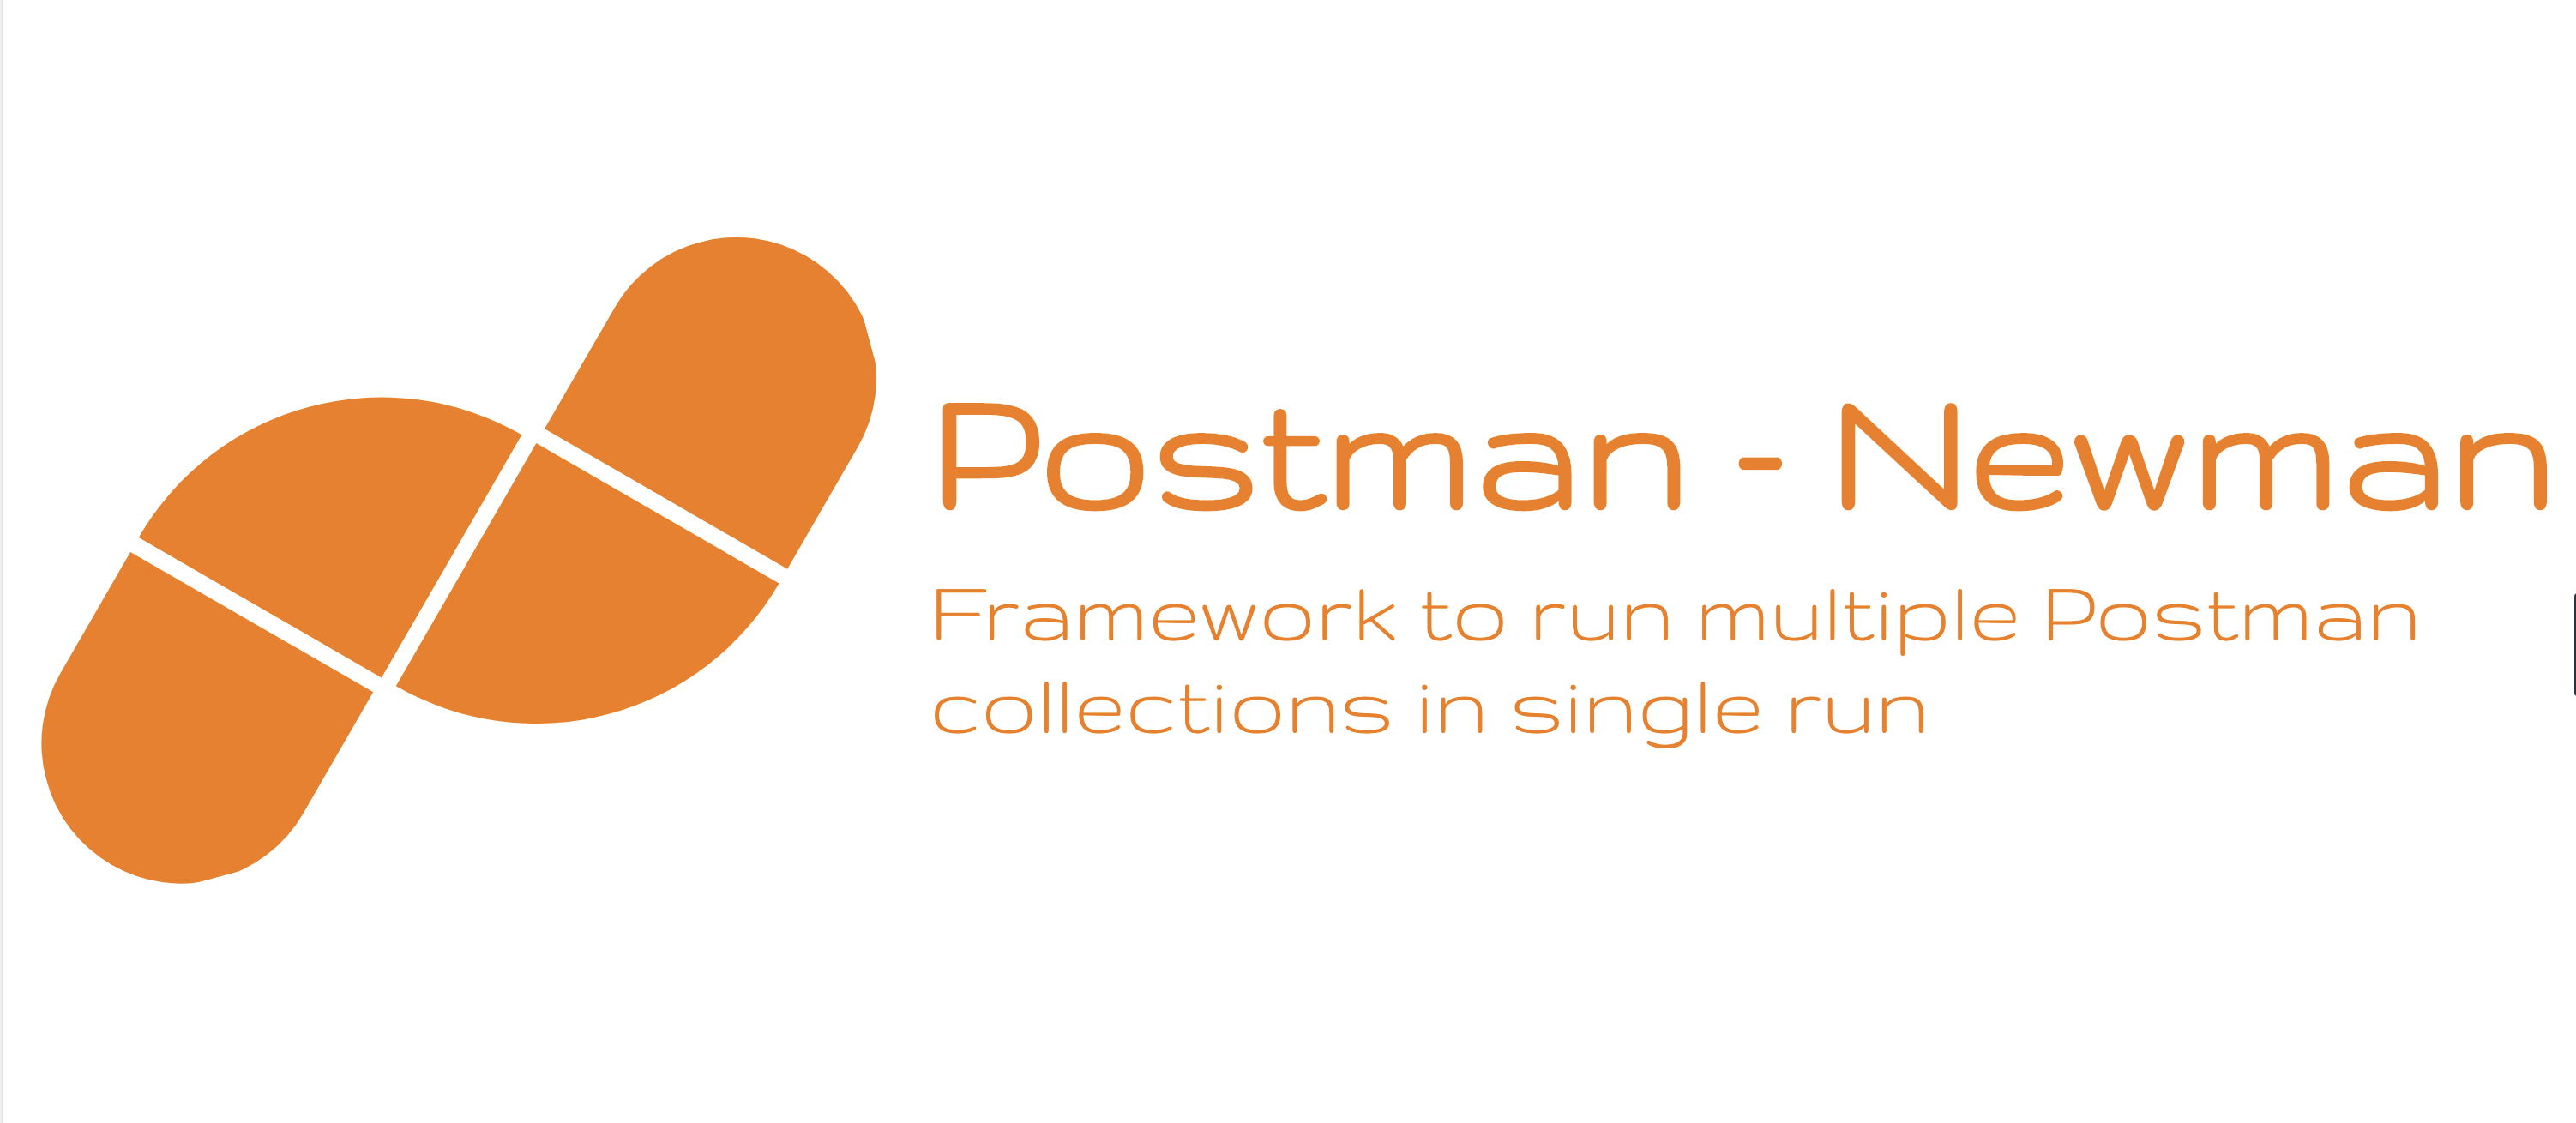 Postman - Newman
Framework to run multiple Postman
collections in single run